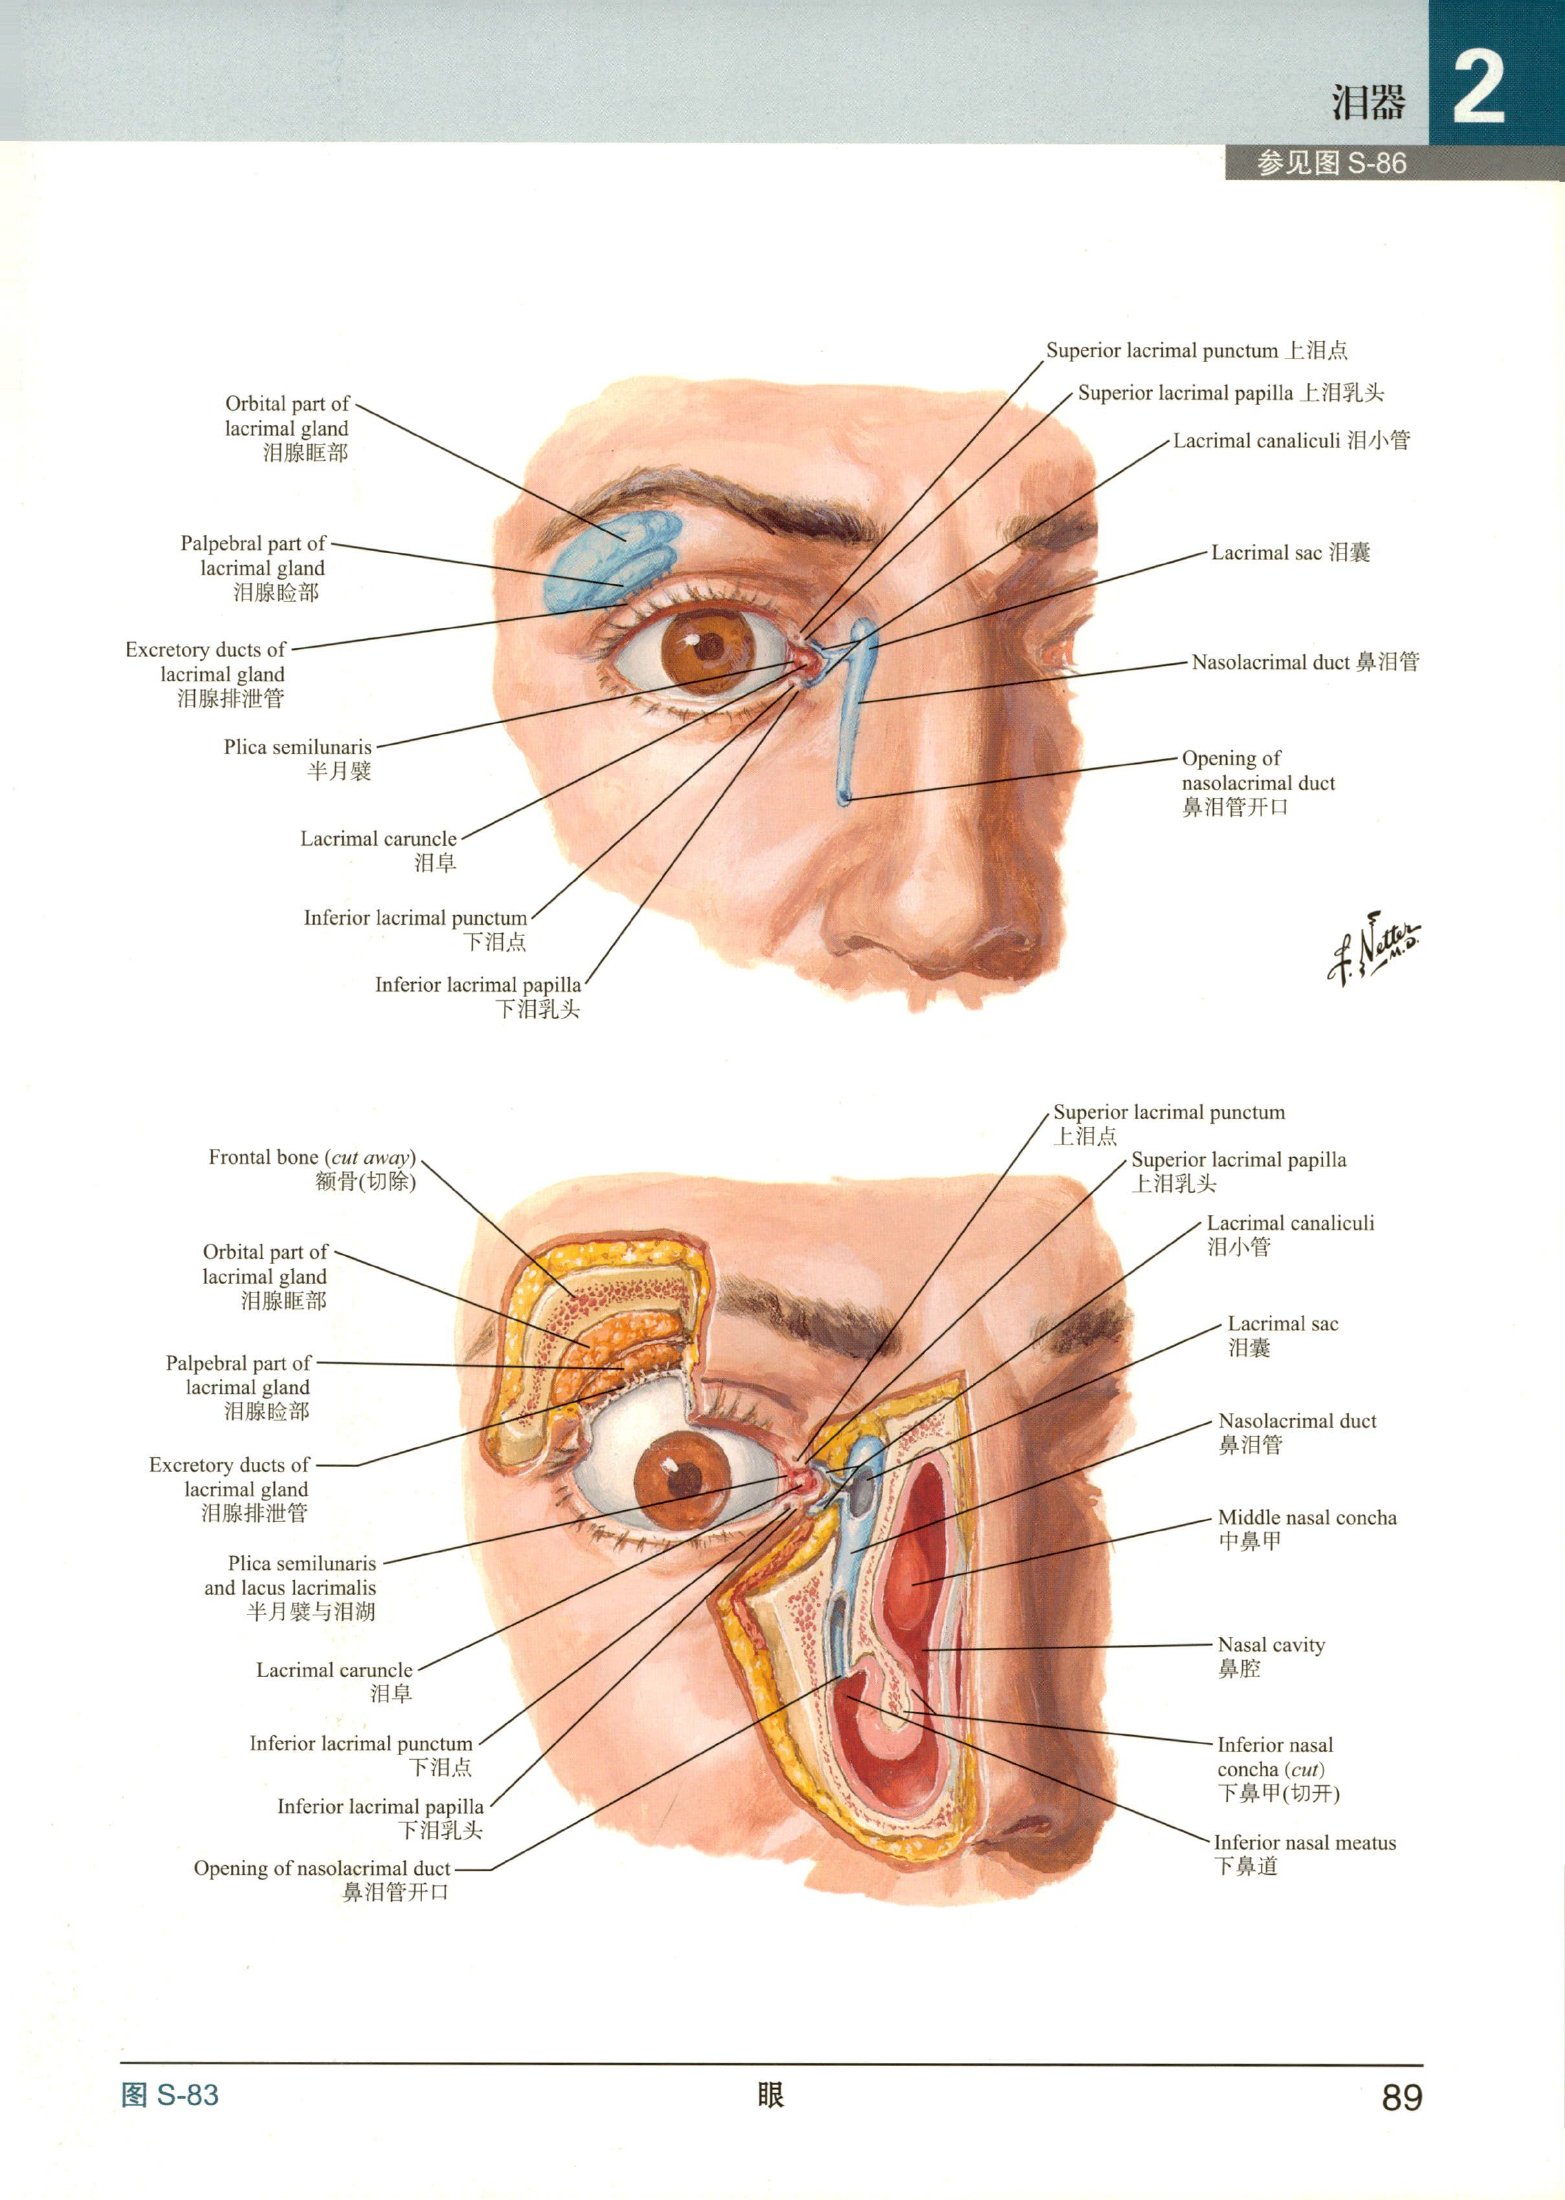 泪器
2
参见图 S-86
Orbital part of
lacrimal gland
泪腺眶部
Palpebral part of
lacrimal gland
泪腺睑部
Excretory ducts of
lacrimal gland
泪腺排泄管
Plica semilunaris
半月襞
Lacrimal caruncle
泪阜
Inferior lacrimal punctum
下泪点
Inferior lacrimal papilla
下泪乳头
Superior lacrimal punctum 上泪点
Superior lacrimal papilla 上泪乳头
Lacrimal canaliculi 泪小管
Lacrimal sac 泪囊
Nasolacrimal duct 鼻泪管
Opening of
nasolacrimal duct
鼻泪管开口
F. Netter
M.D.
Frontal bone (cut away)
额骨(切除)
Orbital part of
lacrimal gland
泪腺眶部
Palpebral part of
lacrimal gland
泪腺睑部
Excretory ducts of
lacrimal gland
泪腺排泄管
Plica semilunaris
and lacus lacrimalis
半月襞与泪湖
Lacrimal caruncle
泪阜
Inferior lacrimal punctum
下泪点
Inferior lacrimal papilla
下泪乳头
Opening of nasolacrimal duct
鼻泪管开口
Superior lacrimal punctum
上泪点
Superior lacrimal papilla
上泪乳头
Lacrimal canaliculi
泪小管
Lacrimal sac
泪囊
Nasolacrimal duct
鼻泪管
Middle nasal concha
中鼻甲
Nasal cavity
鼻腔
Inferior nasal
concha (cut)
下鼻甲(切开)
Inferior nasal meatus
下鼻道
图 S-83
眼
89